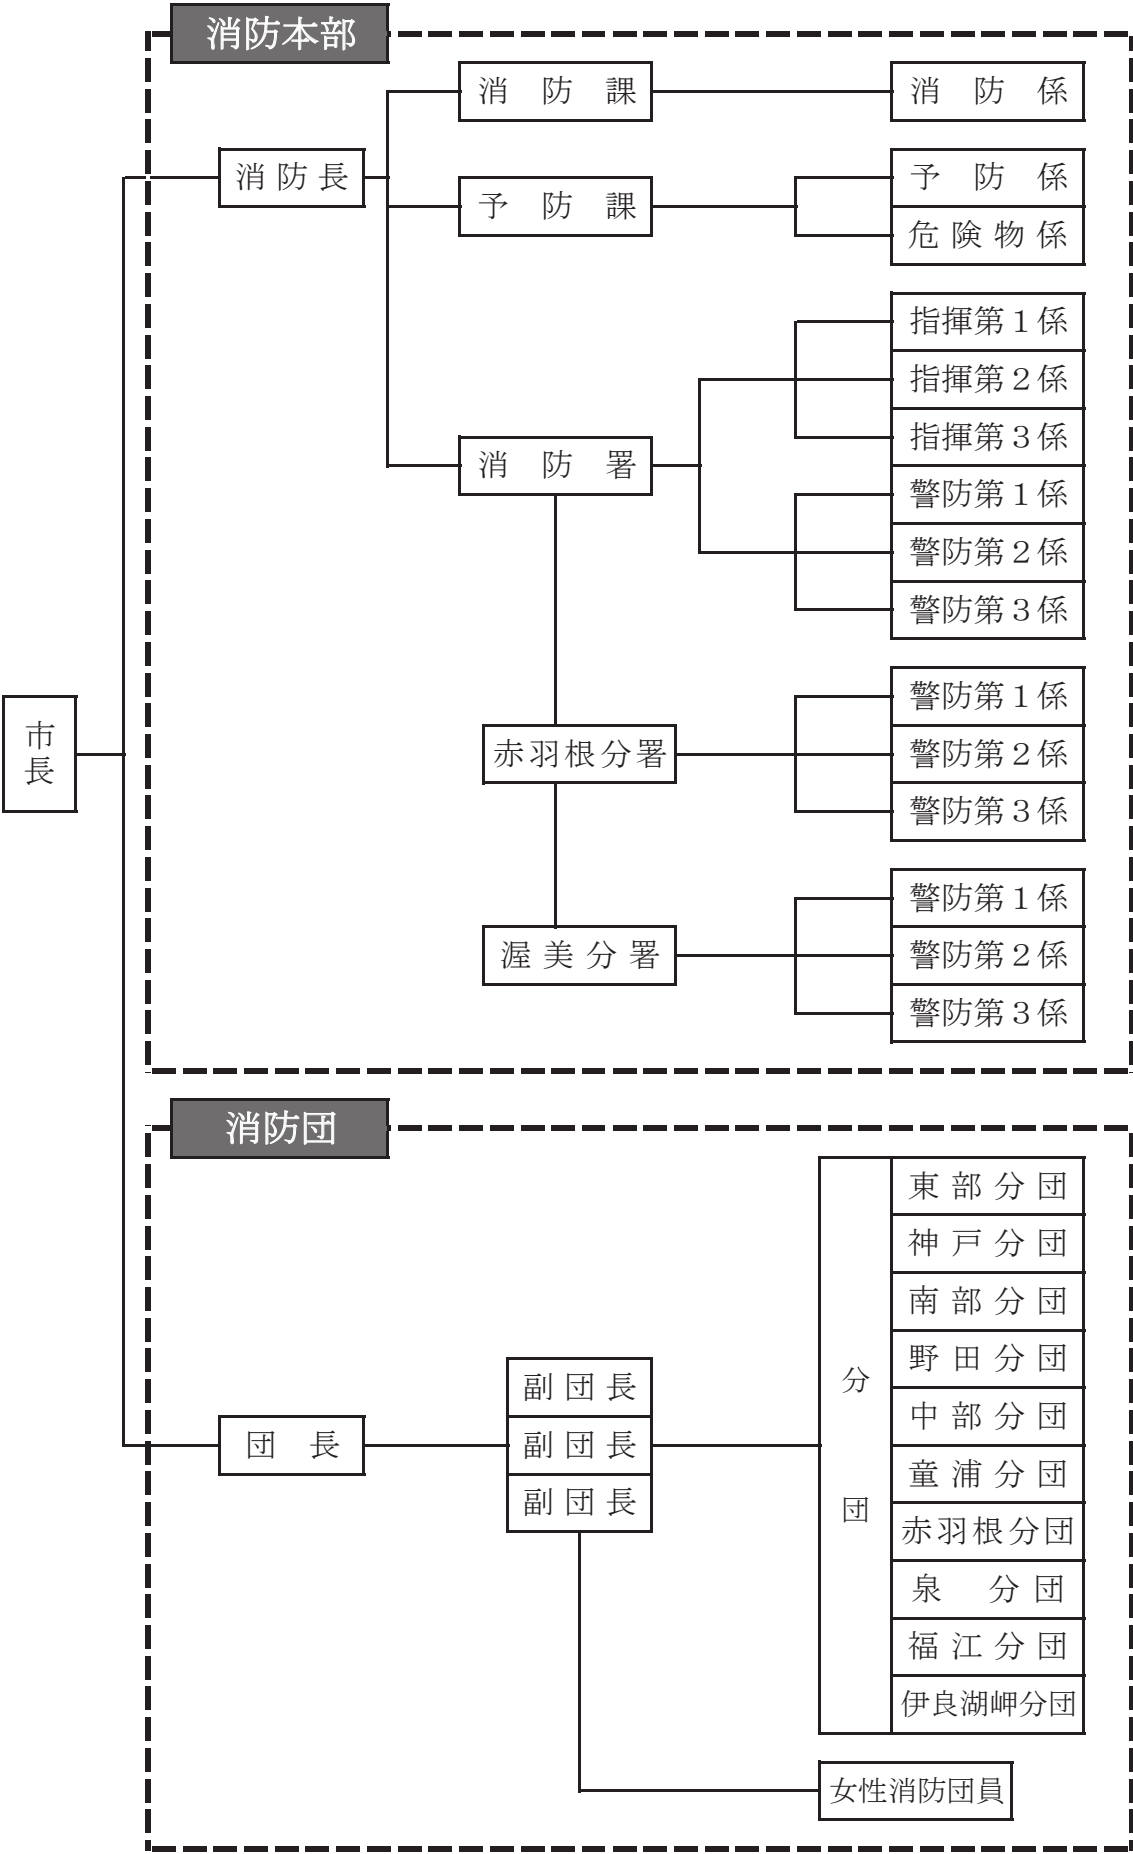 消防本部
消防課
消防係
消防長
予防課
予防係
危険物係
指揮第１係
指揮第２係
指揮第３係
消防署
警防第１係
警防第２係
警防第３係
市長
赤羽根分署
警防第１係
警防第２係
警防第３係
渥美分署
警防第１係
警防第２係
警防第３係
消防団
団長
副団長
副団長
副団長
分団
東部分団
神戸分団
南部分団
野田分団
中部分団
童浦分団
赤羽根分団
泉分団
福江分団
伊良湖岬分団
女性消防団員